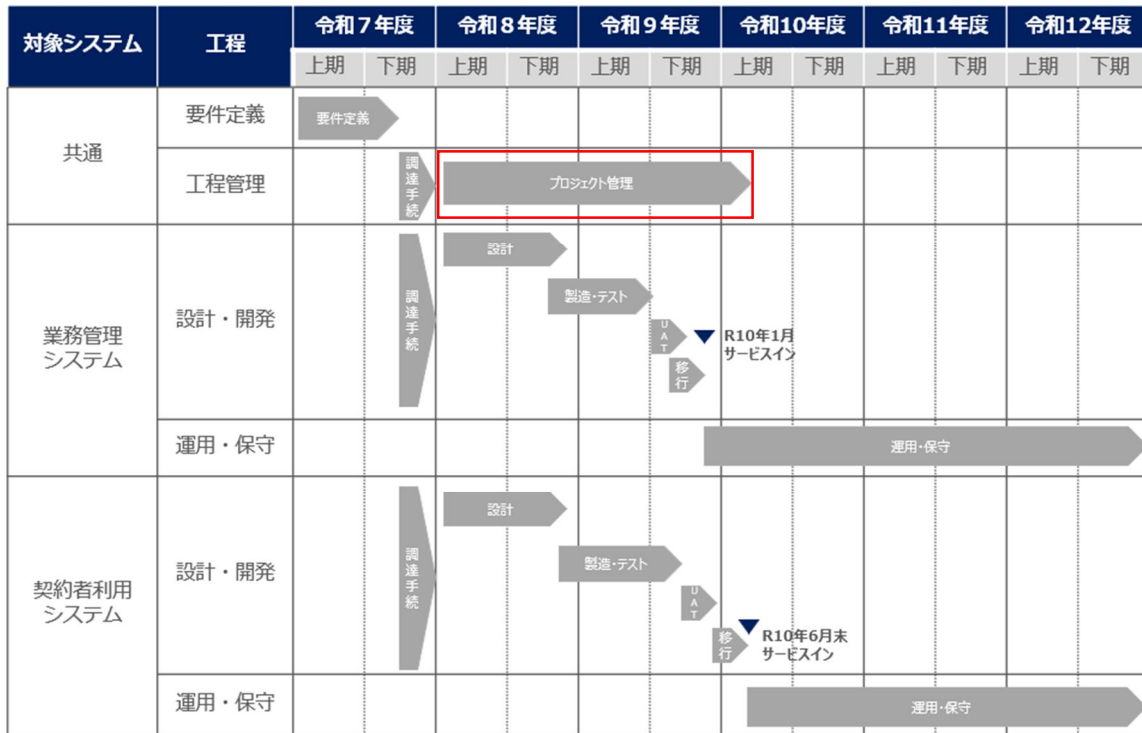 対象システム 工程 令和７年度 令和８年度 令和９年度 令和10年度 令和11年度 令和12年度
上期 下期 上期 下期 上期 下期 上期 下期 上期 下期 上期 下期
共通
要件定義
要件定義
工程管理
調達手続
プロジェクト管理
業務管理
システム
設計・開発
調達手続
設計
製造・テスト
UAT
移行
R10年1月
サービスイン
運用・保守
運用・保守
契約者利用
システム
設計・開発
調達手続
設計
製造・テスト
UAT
移行
R10年6月末
サービスイン
運用・保守
運用・保守